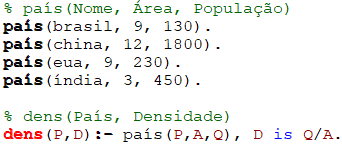 % país(Nome, Área, População)
país(brasil, 9, 130).
país(china, 12, 1800).
país(eua, 9, 230).
país(índia, 3, 450).
% dens(País, Densidade)
dens(P,D):- país(P,A,Q), D is Q/A.